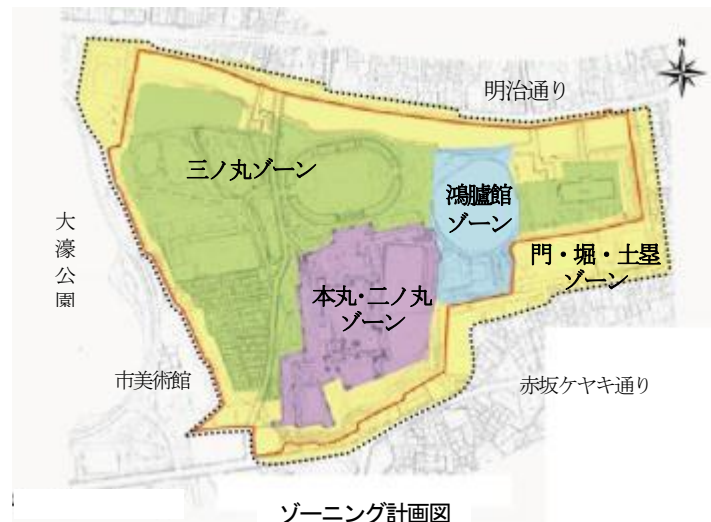 N
明治通り
三ノ丸ゾーン
鴻臚館
ゾーン
大濠公園
門・堀・土塁
ゾーン
本丸・二ノ丸
ゾーン
市美術館
赤坂ケヤキ通り
ゾーニング計画図